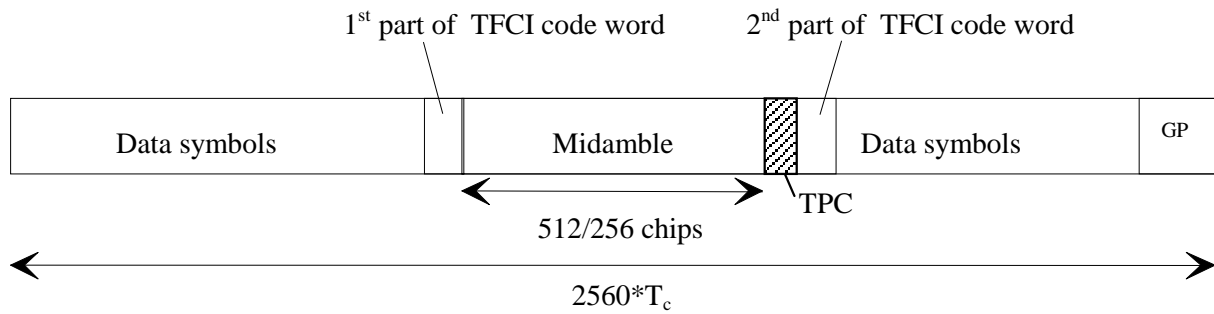 1st part of TFCI code word
2nd part of TFCI code word
Data symbols
Midamble
Data symbols
GP
TPC
512/256 chips
2560*Tc